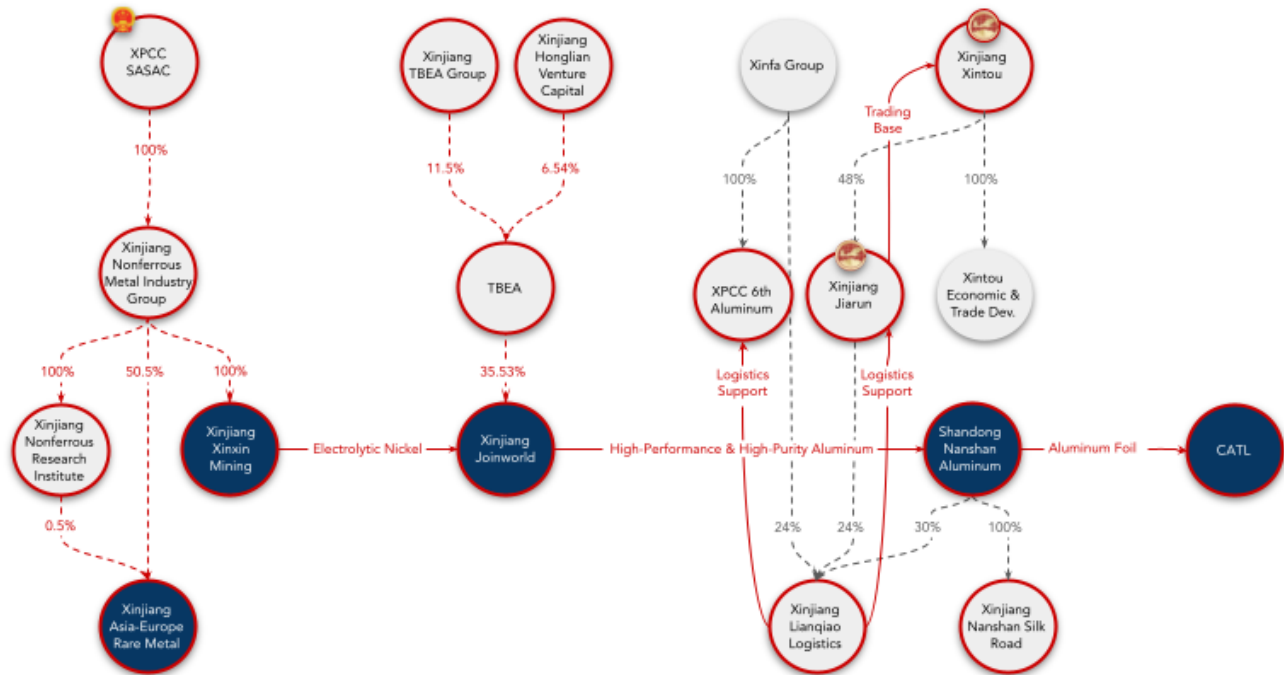 XPCC
SASAC
Xinjiang
TBEA Group
Xinjiang
Honglian
Venture
Capital
Xinfa Group
Xinjiang
Xintou
Trading
Base
100%
11.5%
6.54%
100%
48%
100%
Xinjiang
Nonferrous
Metal Industry
Group
TBEA
XPCC 6th
Aluminum
Xinjiang
Jiarun
Xintou
Economic &
Trade Dev.
100%
50.5%
100%
35.53%
Logistics
Support
Logistics
Support
Xinjiang
Nonferrous
Research
Institute
Xinjiang
Xinxin
Mining
Electrolytic Nickel
Xinjiang
Joinworld
High-Performance & High-Purity Aluminum
Shandong
Nanshan
Aluminum
Aluminum Foil
CATL
0.5%
24%
24%
30%
100%
Xinjiang
Asia-Europe
Rare Metal
Xinjiang
Lianqiao
Logistics
Xinjiang
Nanshan Silk
Road